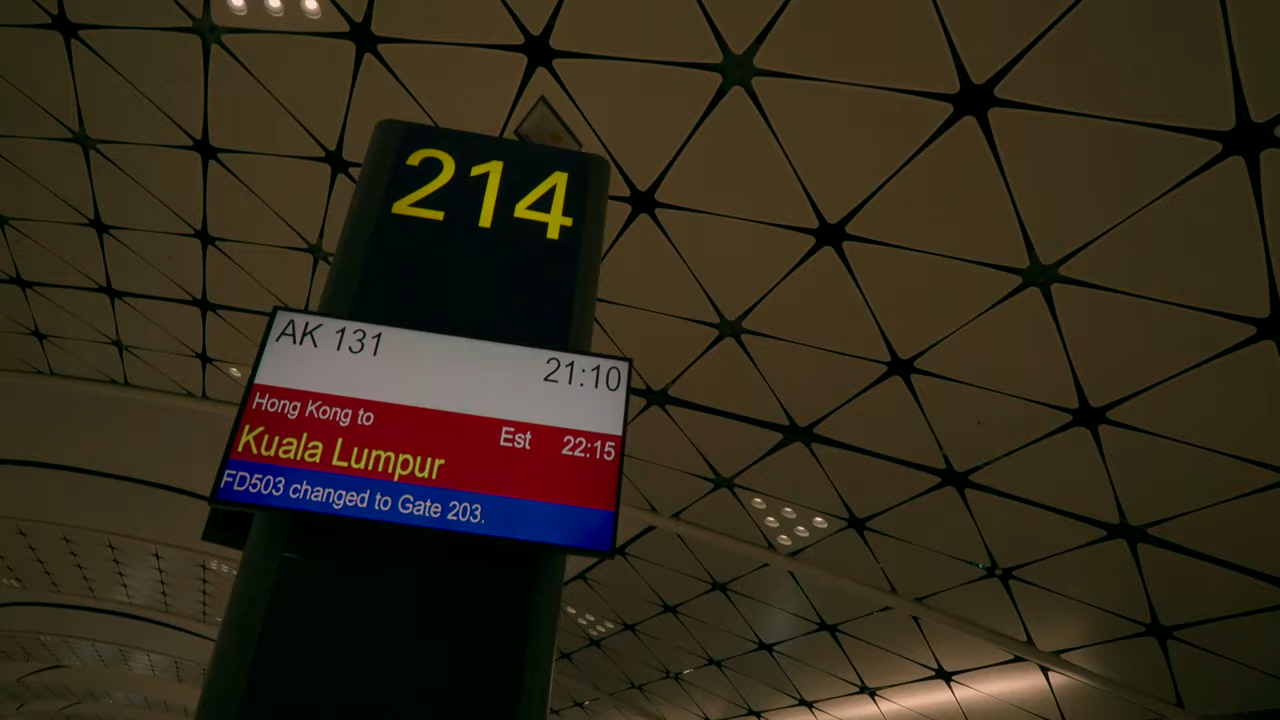 214
AK 131
21:10
Hong Kong to
Est 22:15
Kuala Lumpur
FD503 changed to Gate 203.